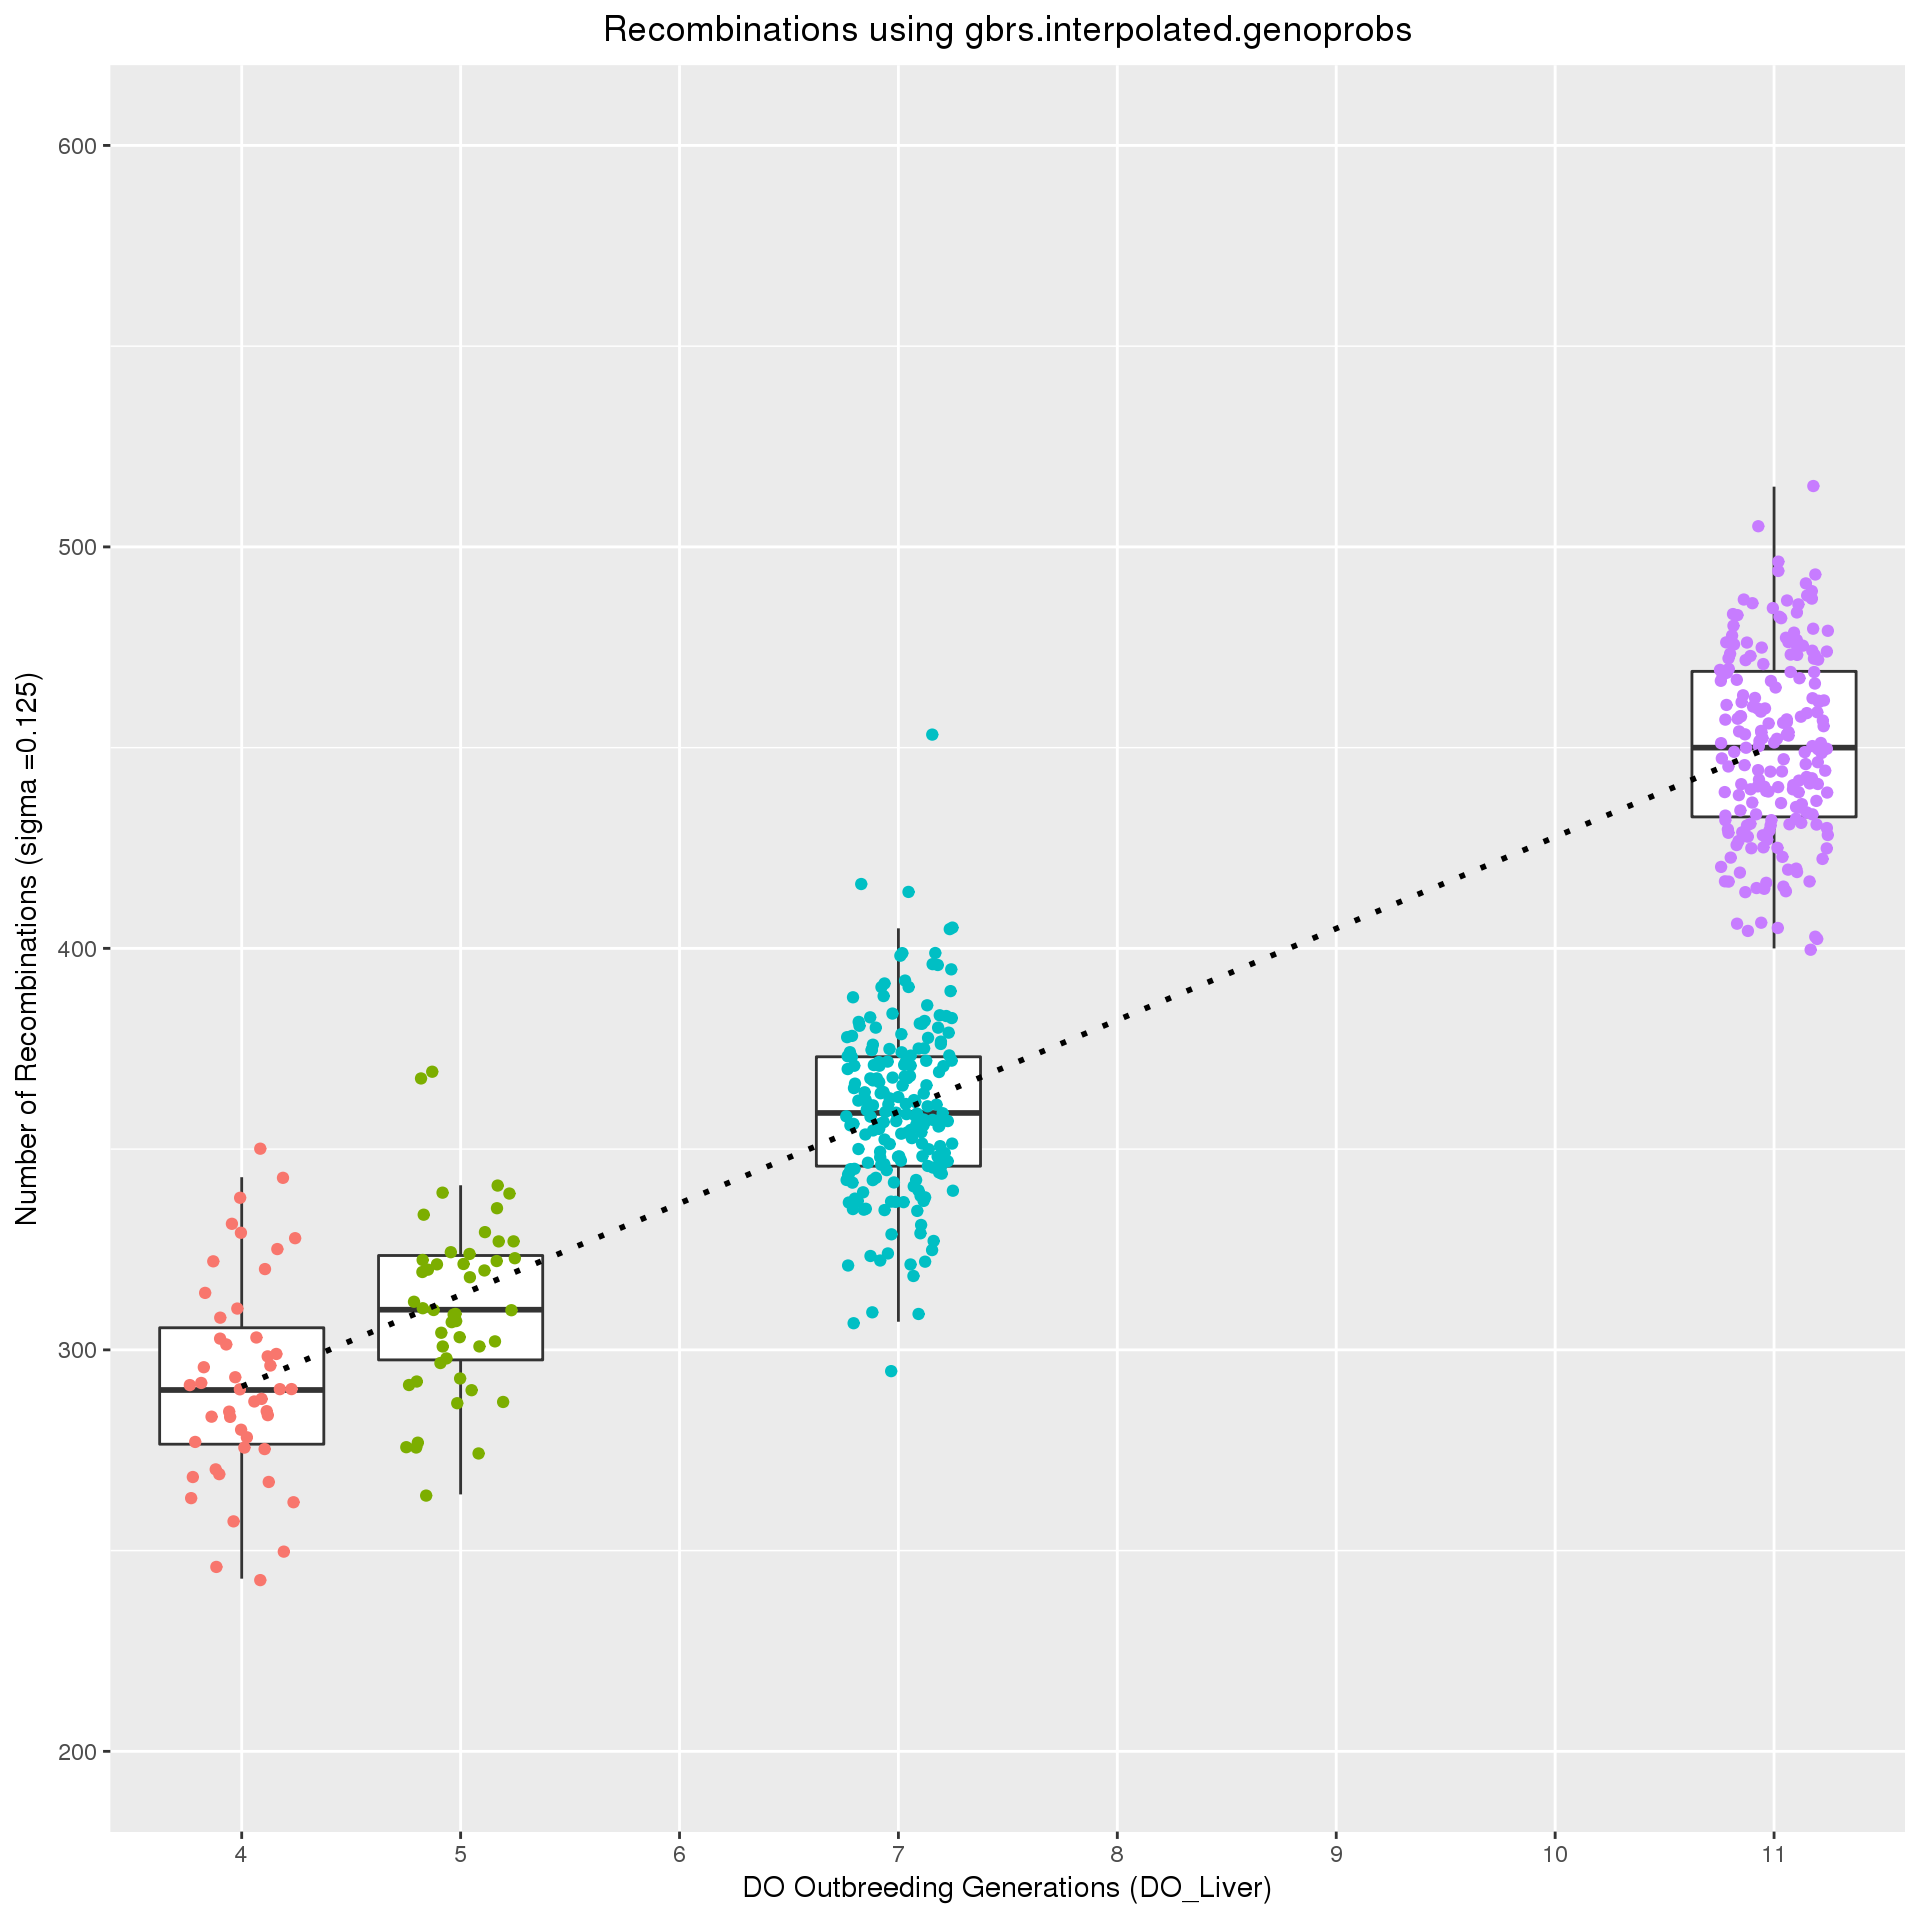 Recombinations using gbrs.interpolated.genoprobs
Number of Recombinations (sigma =0.125)
600
500
400
300
200
4 5 6 7 8 9 10 11
DO Outbreeding Generations (DO_Liver)